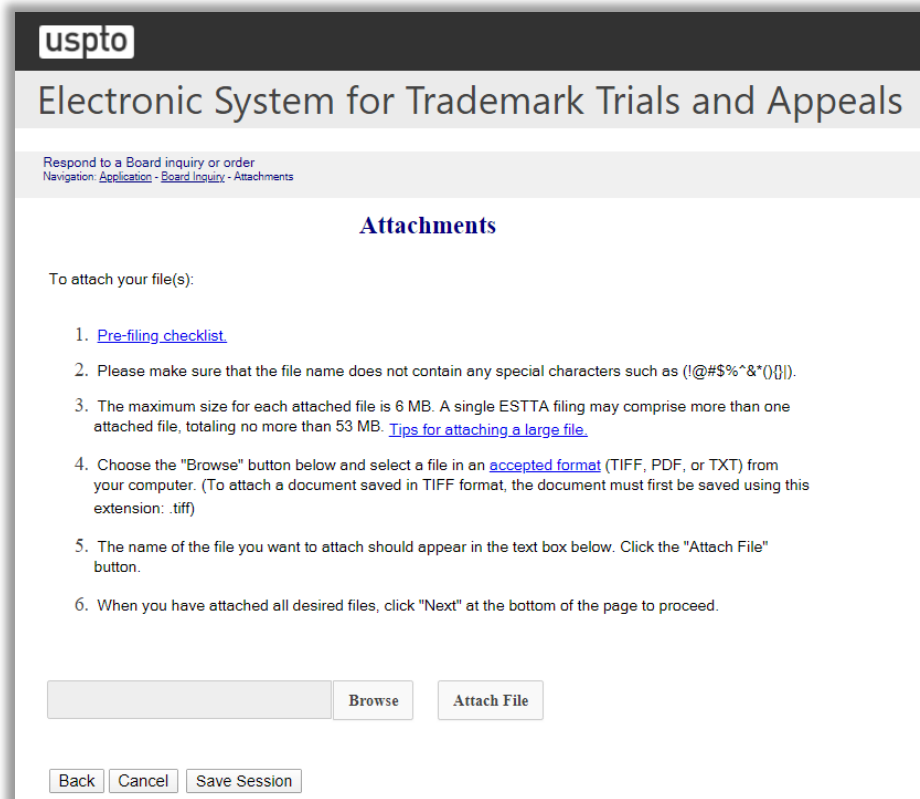 uspto
Electronic System for Trademark Trials and Appeals
Respond to a Board inquiry or order
Navigation: Application - Board Inquiry - Attachments
Attachments
To attach your file(s):
1. Pre-filing checklist.
2. Please make sure that the file name does not contain any special characters such as (!@#$%^&*(){}|).
3. The maximum size for each attached file is 6 MB. A single ESTTA filing may comprise more than one
attached file, totaling no more than 53 MB. Tips for attaching a large file.
4. Choose the "Browse" button below and select a file in an accepted format (TIFF, PDF, or TXT) from
your computer. (To attach a document saved in TIFF format, the document must first be saved using this
extension: .tiff)
5. The name of the file you want to attach should appear in the text box below. Click the "Attach File"
button.
6. When you have attached all desired files, click "Next" at the bottom of the page to proceed.
Browse Attach File
Back Cancel Save Session